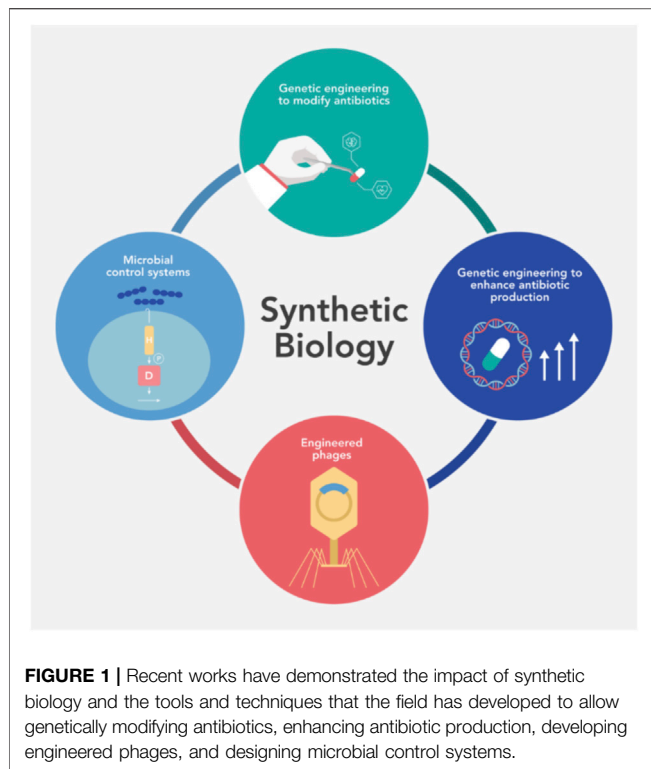 Genetic engineering
to modify antibiotics
Microbial
control systems
H
P
D
Synthetic
Biology
Genetic engineering to
enhance antibiotic
production
Engineered
phages
FIGURE 1 | Recent works have demonstrated the impact of synthetic
biology and the tools and techniques that the field has developed to allow
genetically modifying antibiotics, enhancing antibiotic production, developing
engineered phages, and designing microbial control systems.